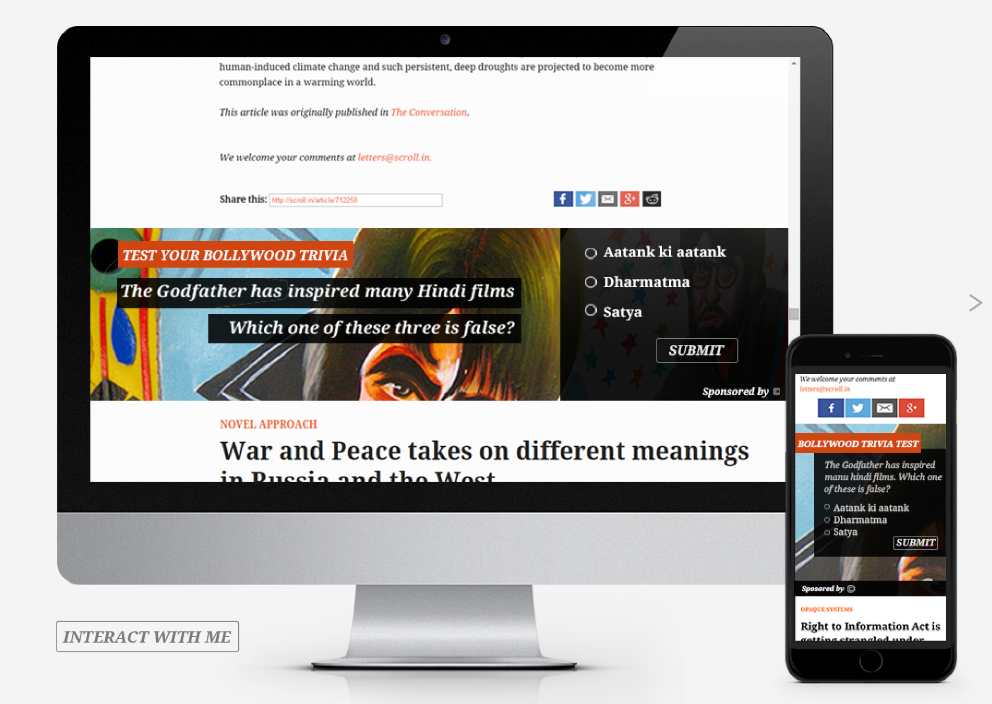 human-induced climate change and such persistent, deep droughts are projected to become more
commonplace in a warming world.
This article was originally published in The Conversation.
We welcome your comments at letters@scroll.in.
Share this: http://scroll.in/article/712258
f
g+
TEST YOUR BOLLYWOOD TRIVIA
The Godfather has inspired many Hindi films
Which one of these three is false?
Aatank ki aatank
Dharmatma
Satya
SUBMIT
Sponsored by ©
NOVEL APPROACH
War and Peace takes on different meanings
in Russia and the West
We welcome your comments at
letters@scroll.in
f
g+
BOLLYWOOD TRIVIA TEST
The Godfather has inspired
manu hindi films. Which one
of these is false?
Aatank ki aatank
Dharmatma
Satya
SUBMIT
Sposored by ©
OPAQUE SYSTEMS
Right to Information Act is
getting strangled under
INTERACT WITH ME